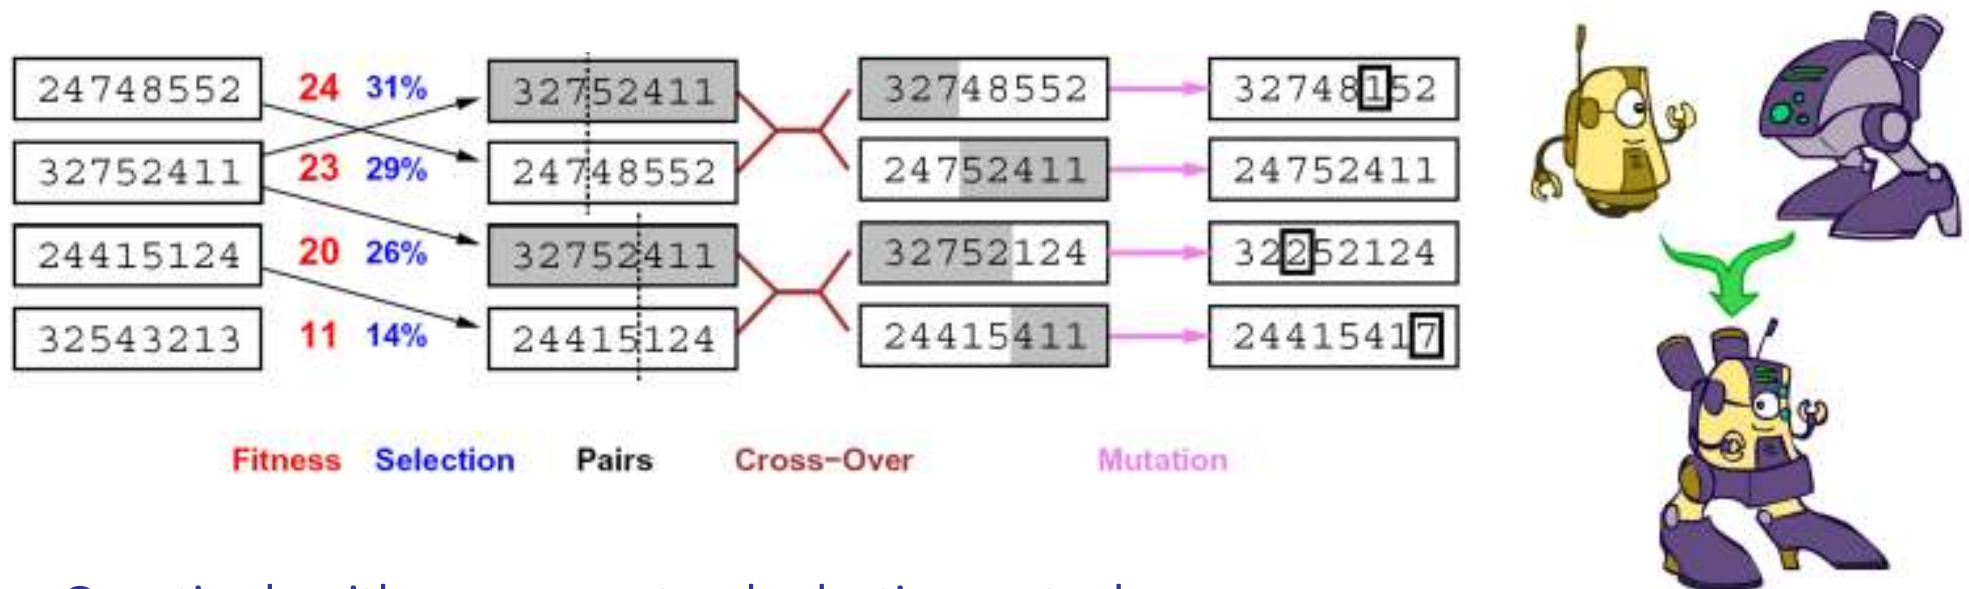 24748552 24 31% 32752411 32748552 32748152
32752411 23 29% 24748552 24752411 24752411
24415124 20 26% 32752411 32752124 32252124
32543213 11 14% 24415124 24415411 24415417
Fitness Selection Pairs Cross-Over Mutation